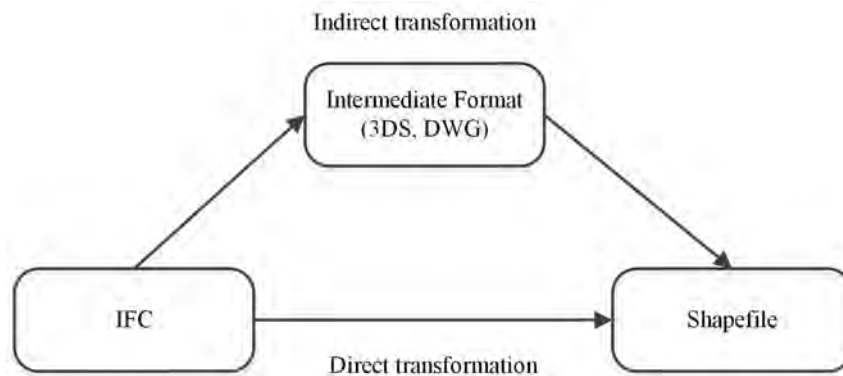 Indirect transformation
Intermediate Format
(3DS, DWG)
IFC
Shapefile
Direct transformation